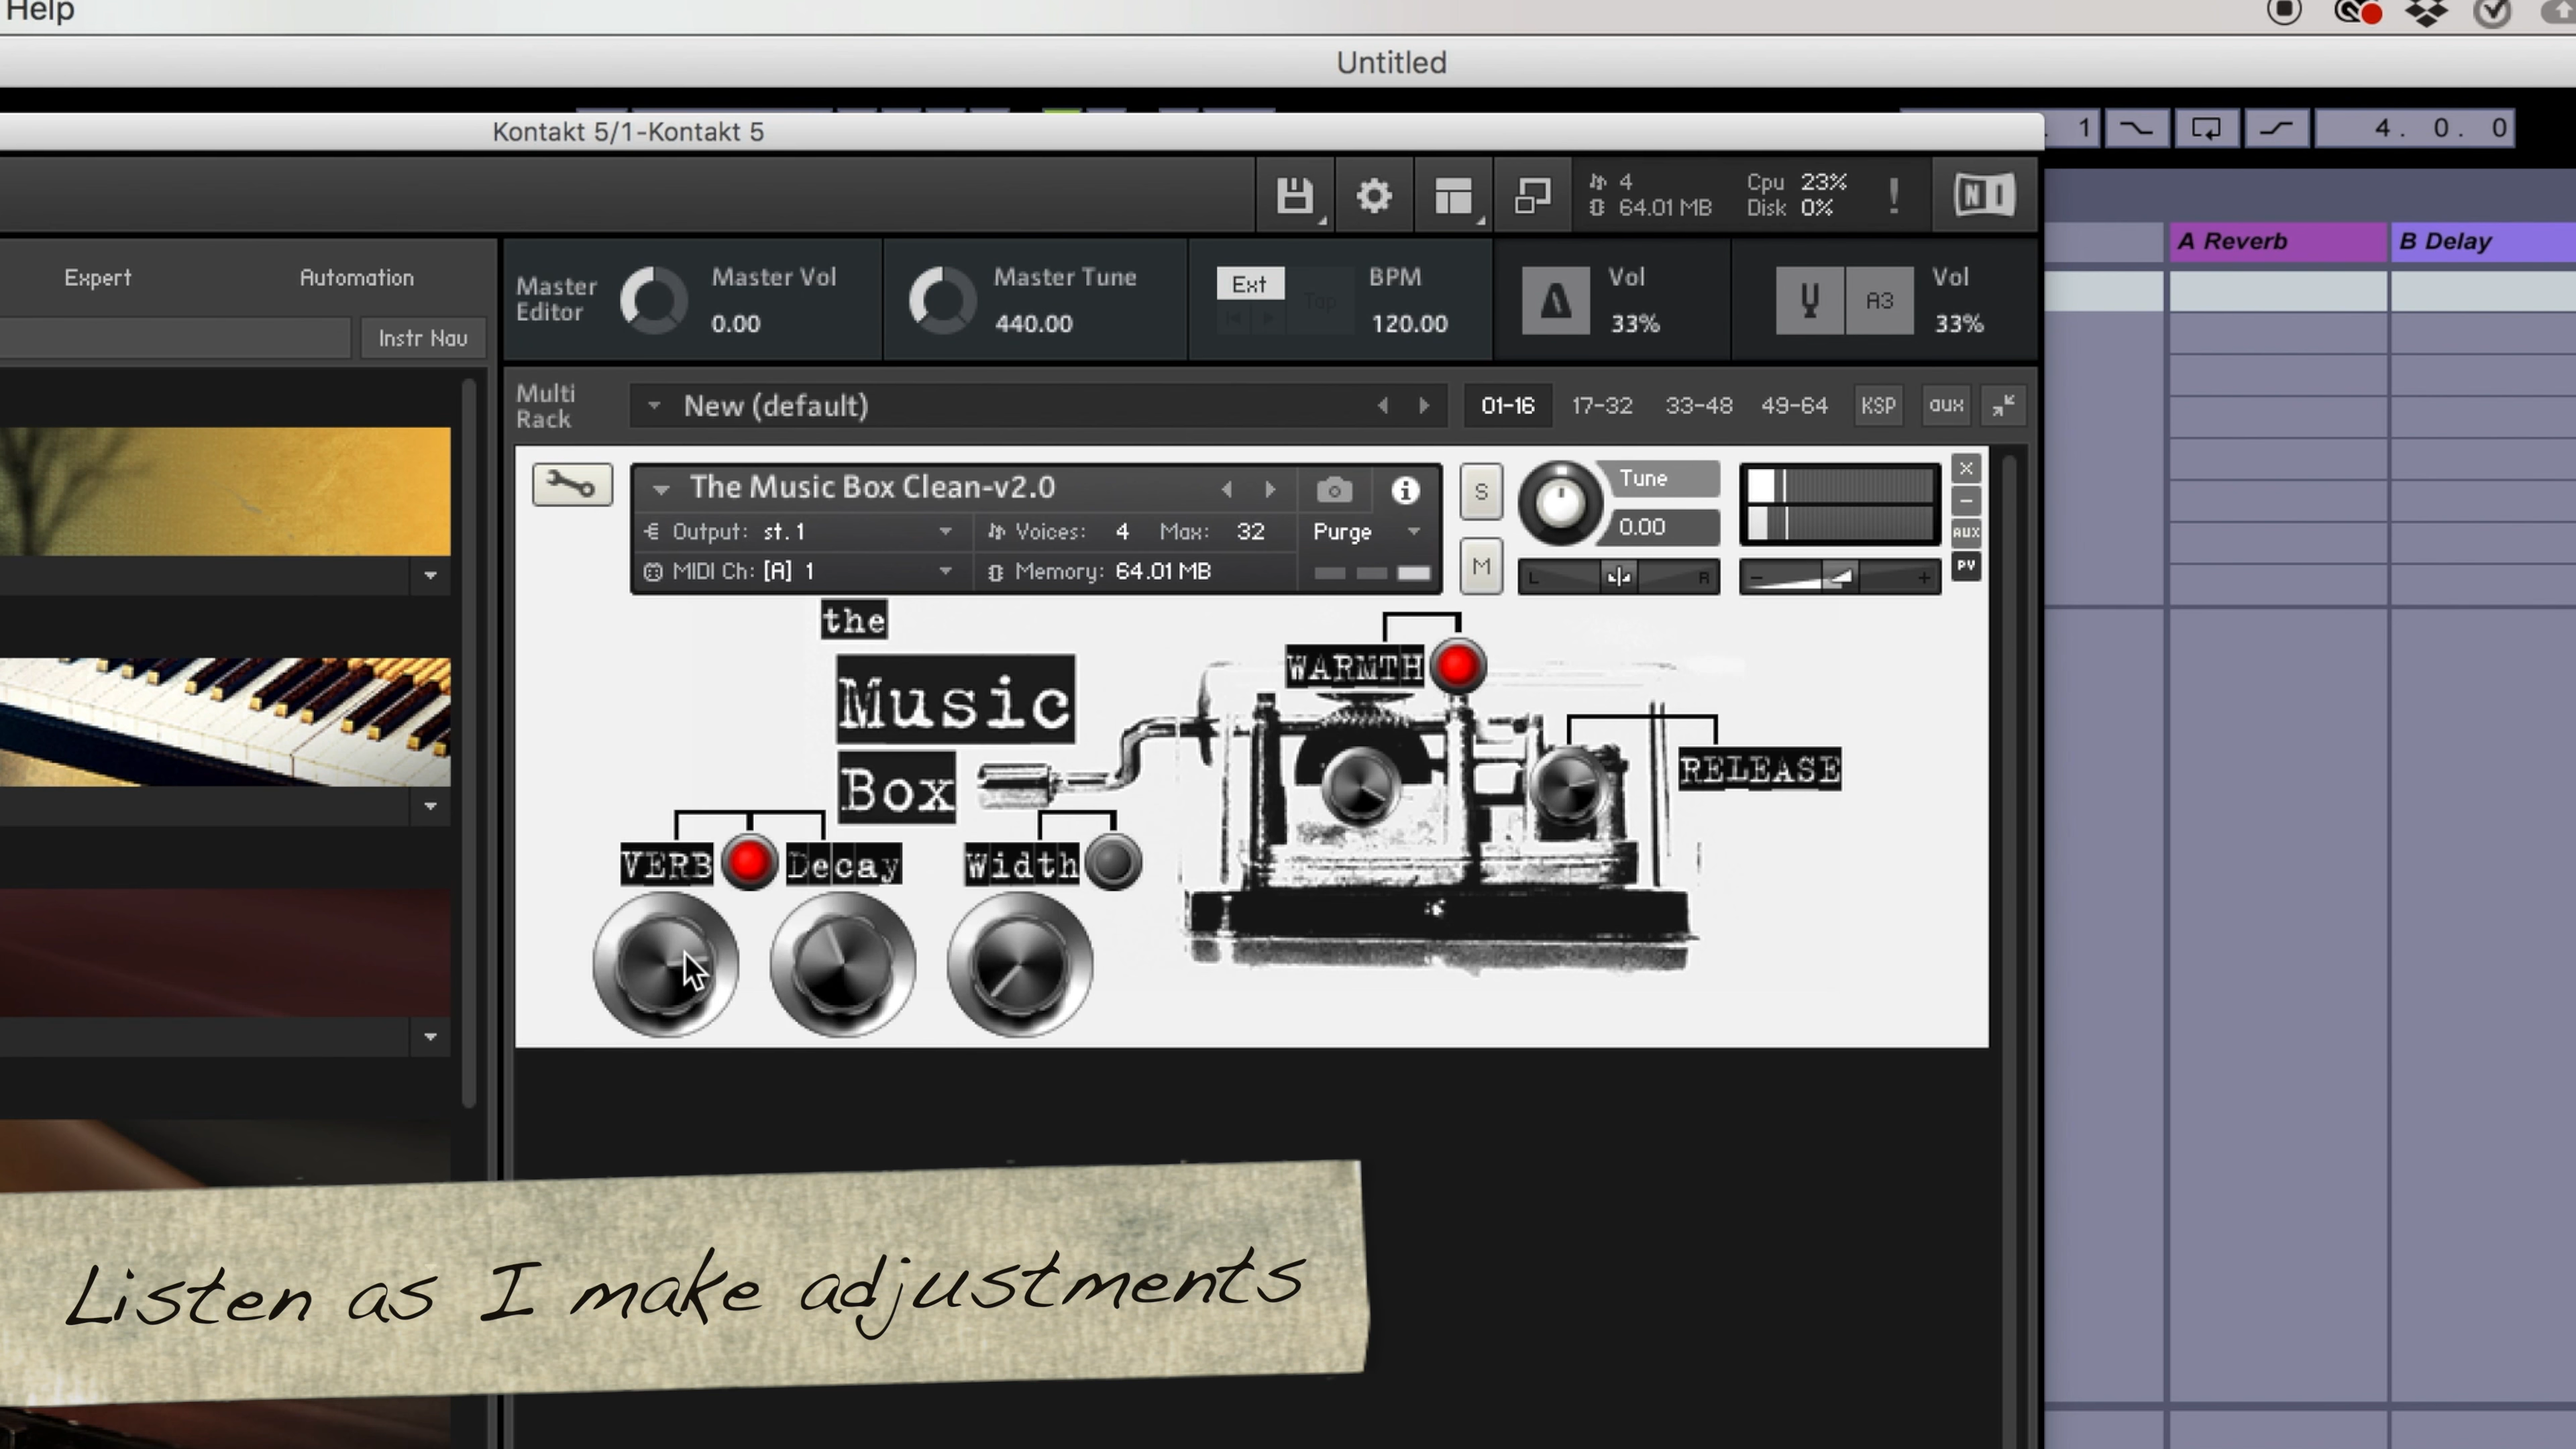 Help
Untitled
Kontakt 5/1-Kontakt 5
1
4. 0. 0
4
64.01 MB
Cpu 23%
Disk 0%
NI
A Reverb
B Delay
Expert
Automation
Instr Nav
Master
Editor
Master Vol
0.00
Master Tune
440.00
Ext
Tap
BPM
120.00
Vol
33%
A3
Vol
33%
Multi
Rack
New (default)
01-16 17-32 33-48 49-64 KSP aux
The Music Box Clean-v2.0
Output: st.1
Voices: 4 Max: 32
Purge
MIDI Ch: [A] 1
Memory: 64.01 MB
S
M
Tune
0.00
L R
- +
AUX
PV
the
Music
Box
WARMTH
RELEASE
VERB
Decay
Width
Listen as I make adjustments